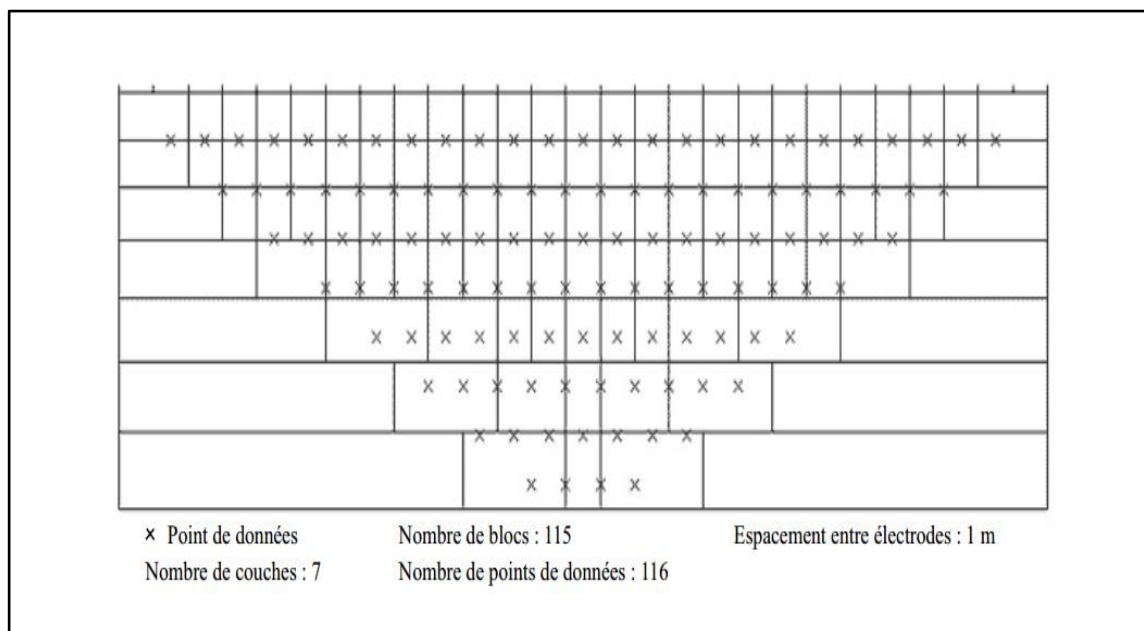 × Point de données Nombre de blocs : 115 Espacement entre électrodes : 1 m
Nombre de couches : 7 Nombre de points de données : 116